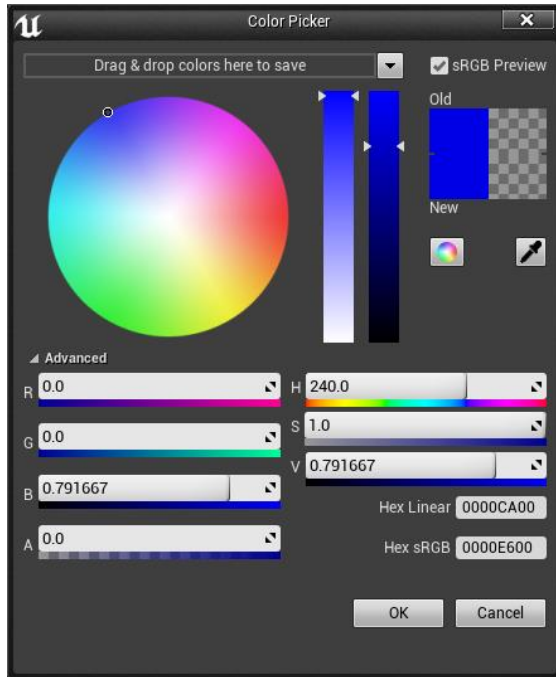 Color Picker
Drag & drop colors here to save
sRGB Preview
Old
New
Advanced
R 0.0
G 0.0
B 0.791667
A 0.0
H 240.0
S 1.0
V 0.791667
Hex Linear 0000CA00
Hex sRGB 0000E600
OK Cancel